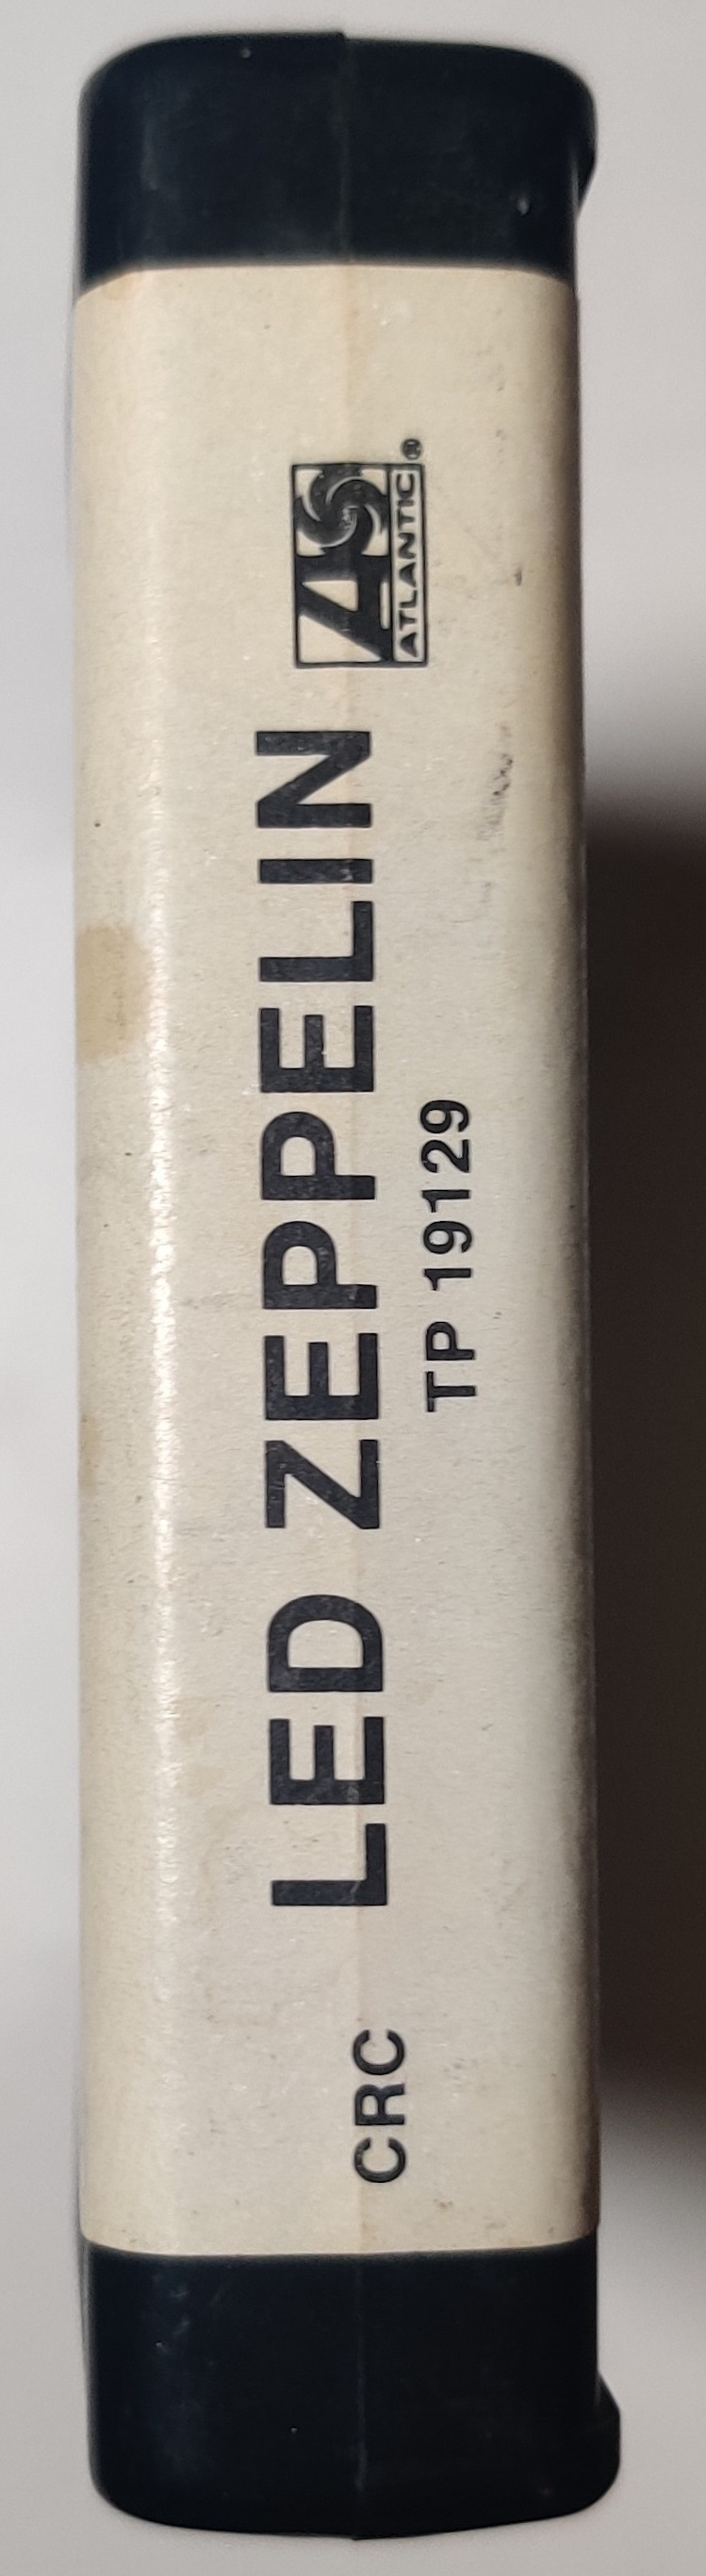 CRC
LED ZEPPELIN
TP 19129
ATLANTIC®